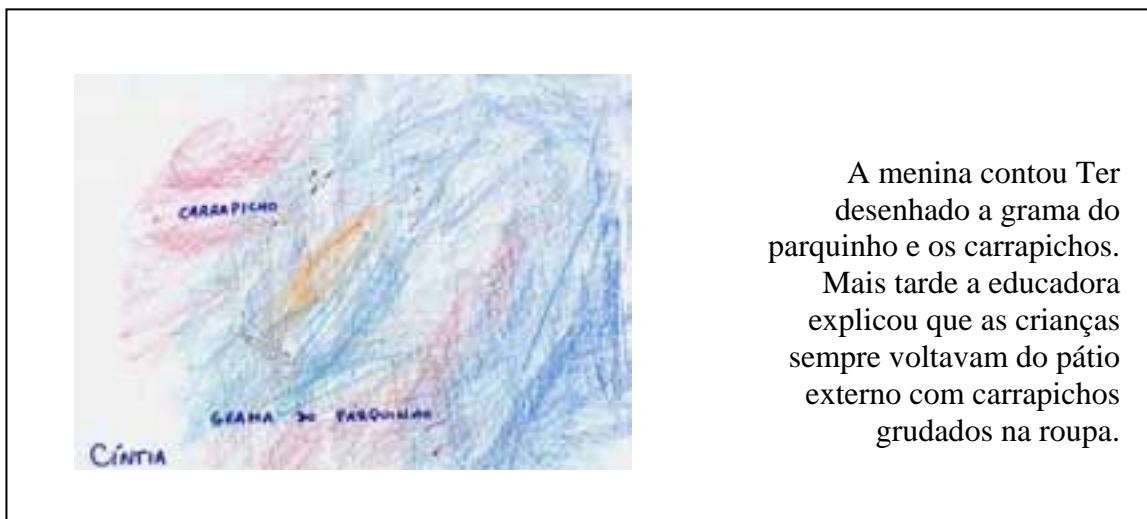 CARRAPICHO
GRAMA DO PARQUINHO
CÍNTIA
A menina contou Ter
desenhado a grama do
parquinho e os carrapichos.
Mais tarde a educadora
explicou que as crianças
sempre voltavam do pátio
externo com carrapichos
grudados na roupa.